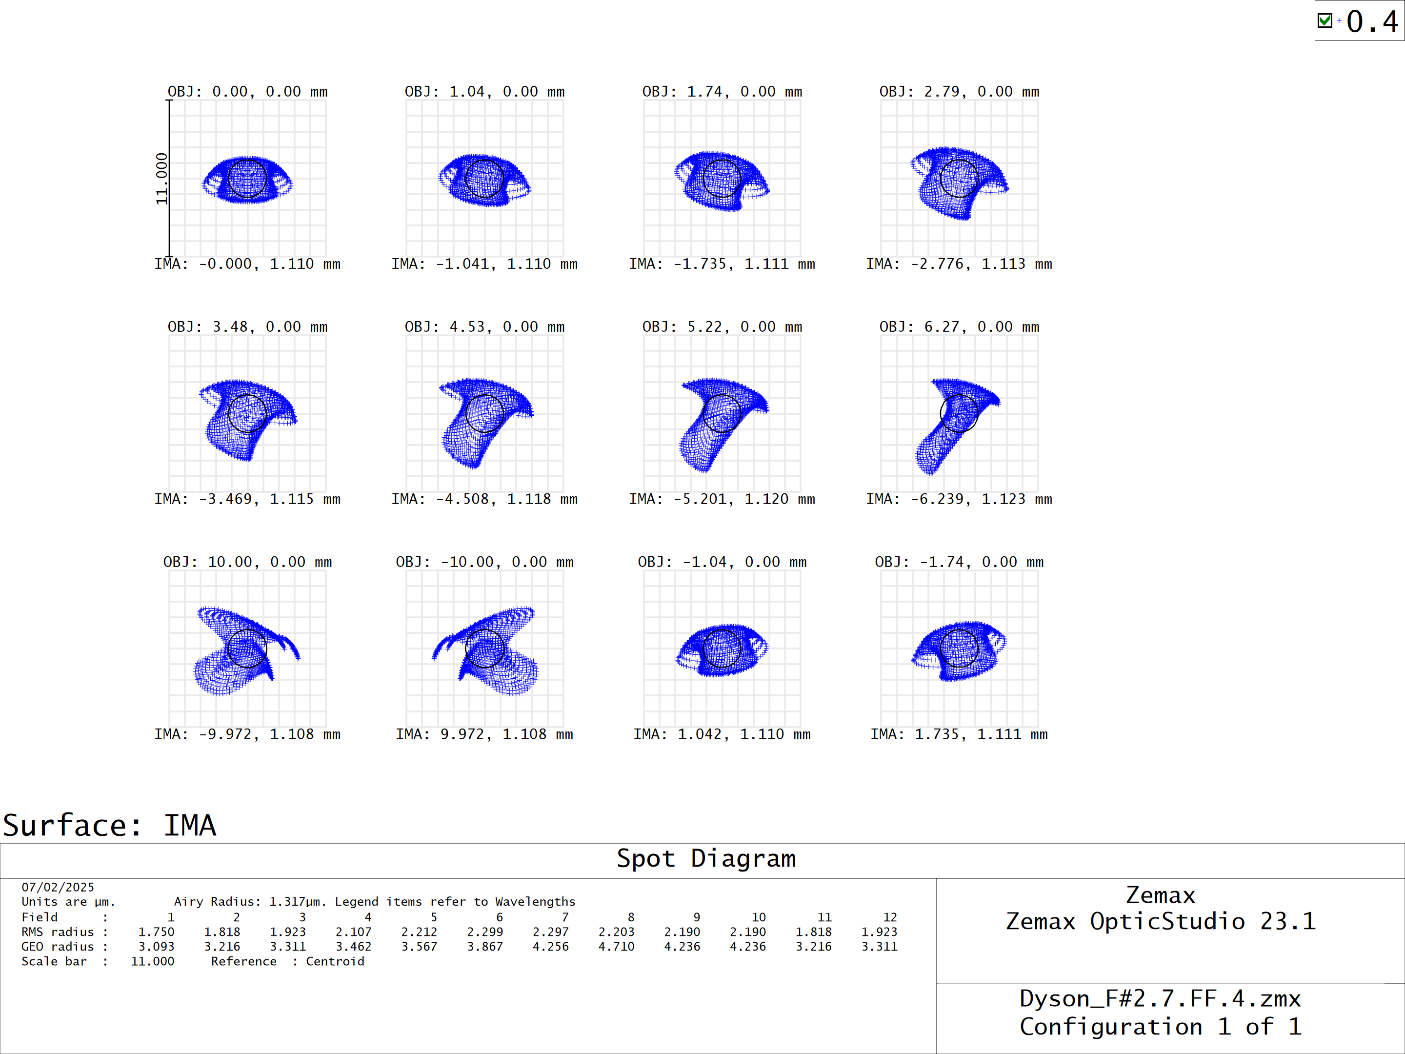 + 0.4
OBJ: 0.00, 0.00 mm
OBJ: 1.04, 0.00 mm
OBJ: 1.74, 0.00 mm
OBJ: 2.79, 0.00 mm
11.000
IMA: -0.000, 1.110 mm
IMA: -1.041, 1.110 mm
IMA: -1.735, 1.111 mm
IMA: -2.776, 1.113 mm
OBJ: 3.48, 0.00 mm
OBJ: 4.53, 0.00 mm
OBJ: 5.22, 0.00 mm
OBJ: 6.27, 0.00 mm
IMA: -3.469, 1.115 mm
IMA: -4.508, 1.118 mm
IMA: -5.201, 1.120 mm
IMA: -6.239, 1.123 mm
OBJ: 10.00, 0.00 mm
OBJ: -10.00, 0.00 mm
OBJ: -1.04, 0.00 mm
OBJ: -1.74, 0.00 mm
IMA: -9.972, 1.108 mm
IMA: 9.972, 1.108 mm
IMA: 1.042, 1.110 mm
IMA: 1.735, 1.111 mm
Surface: IMA
Spot Diagram
07/02/2025
Units are µm. Airy Radius: 1.317µm. Legend items refer to Wavelengths
Field : 1 2 3 4 5 6 7 8 9 10 11 12
RMS radius : 1.750 1.818 1.923 2.107 2.212 2.299 2.297 2.203 2.190 2.190 1.818 1.923
GEO radius : 3.093 3.216 3.311 3.462 3.567 3.867 4.256 4.710 4.236 4.236 3.216 3.311
Scale bar : 11.000 Reference : Centroid
Zemax
Zemax OpticStudio 23.1
Dyson_F#2.7.FF.4.zmx
Configuration 1 of 1